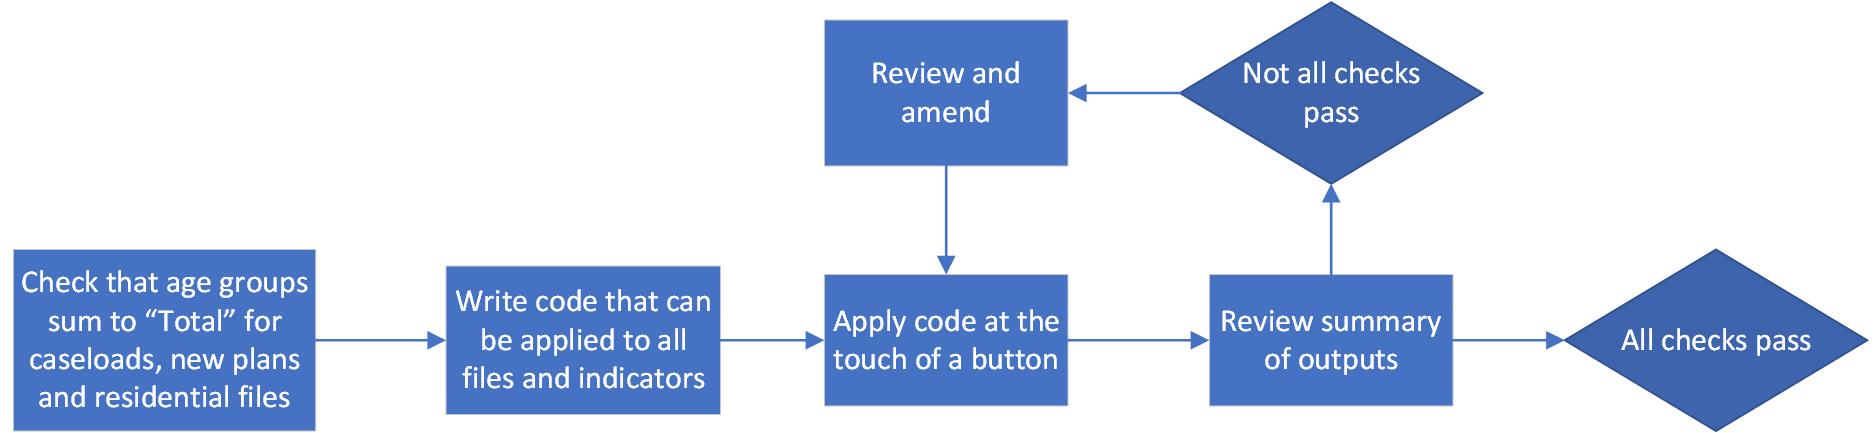 Review and
amend
Not all checks
pass
Check that age groups
sum to “Total” for
caseloads, new plans
and residential files
Write code that can
be applied to all
files and indicators
Apply code at the
touch of a button
Review summary
of outputs
All checks pass